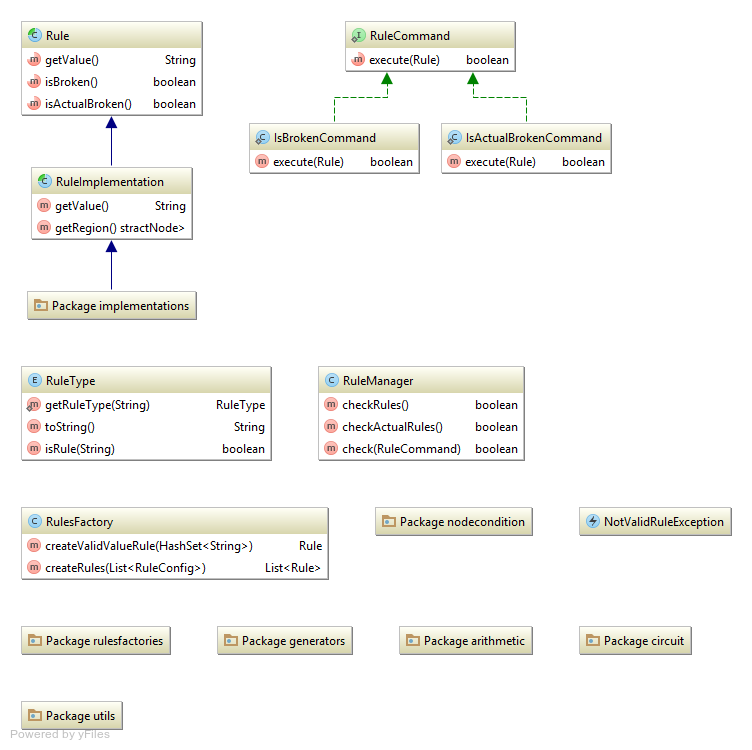 Rule
getValue() String
isBroken() boolean
isActualBroken() boolean
RuleCommand
execute(Rule) boolean
IsBrokenCommand
execute(Rule) boolean
IsActualBrokenCommand
execute(Rule) boolean
RuleImplementation
getValue() String
getRegion() stractNode>
Package implementations
RuleType
getRuleType(String) RuleType
toString() String
isRule(String) boolean
RuleManager
checkRules() boolean
checkActualRules() boolean
check(RuleCommand) boolean
RulesFactory
createValidValueRule(HashSet<String>) Rule
createRules(List<RuleConfig>) List<Rule>
Package nodecondition
NotValidRuleException
Package rulesfactories
Package generators
Package arithmetic
Package circuit
Package utils
Powered by yFiles